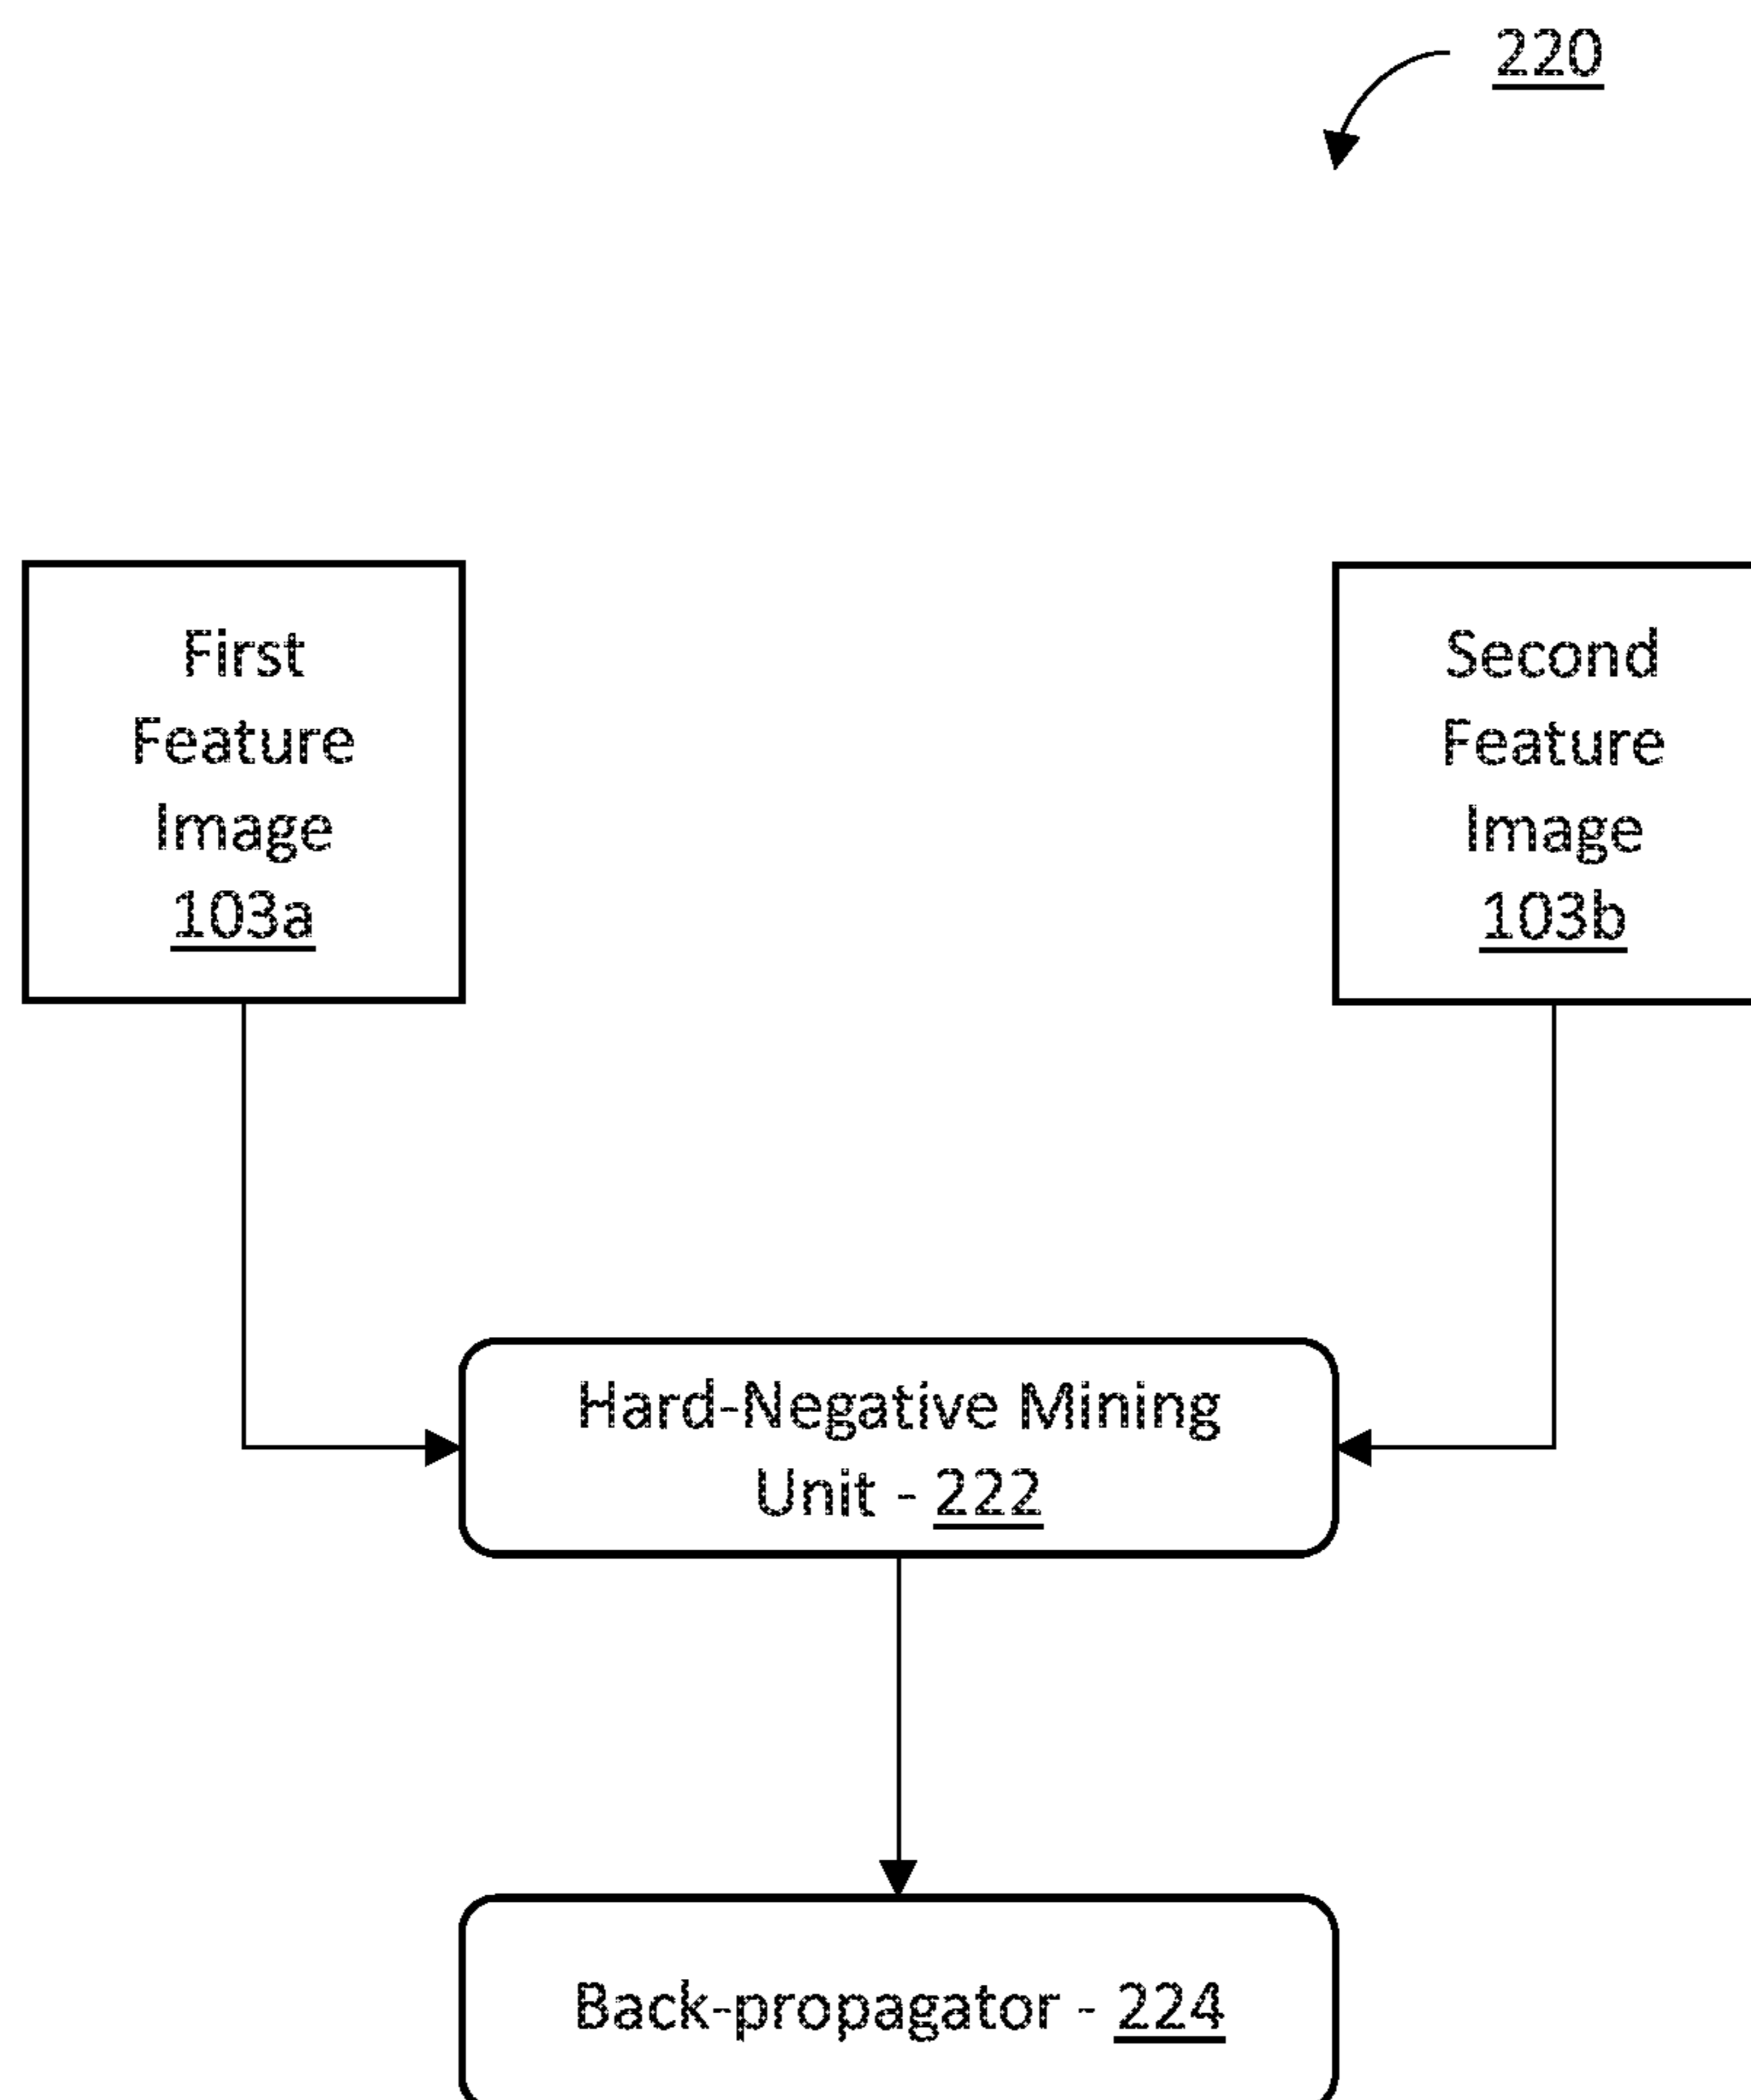 220
First
Feature
Image
103a
Second
Feature
Image
103b
Hard-Negative Mining
Unit - 222
Back-propagator - 224